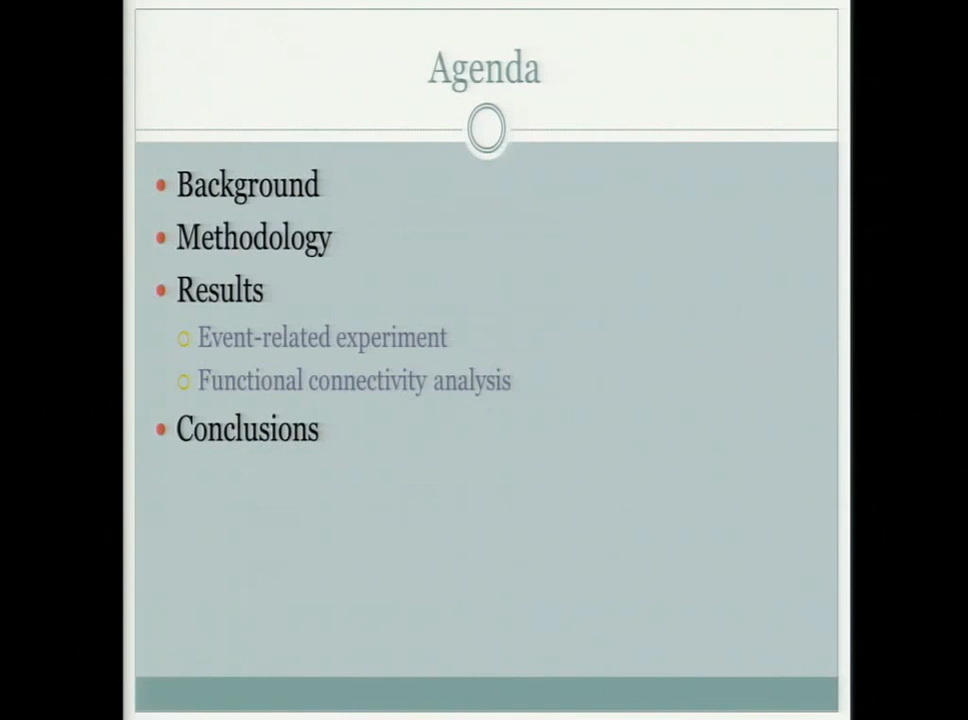 Agenda
Background
Methodology
Results
Event-related experiment
Functional connectivity analysis
Conclusions